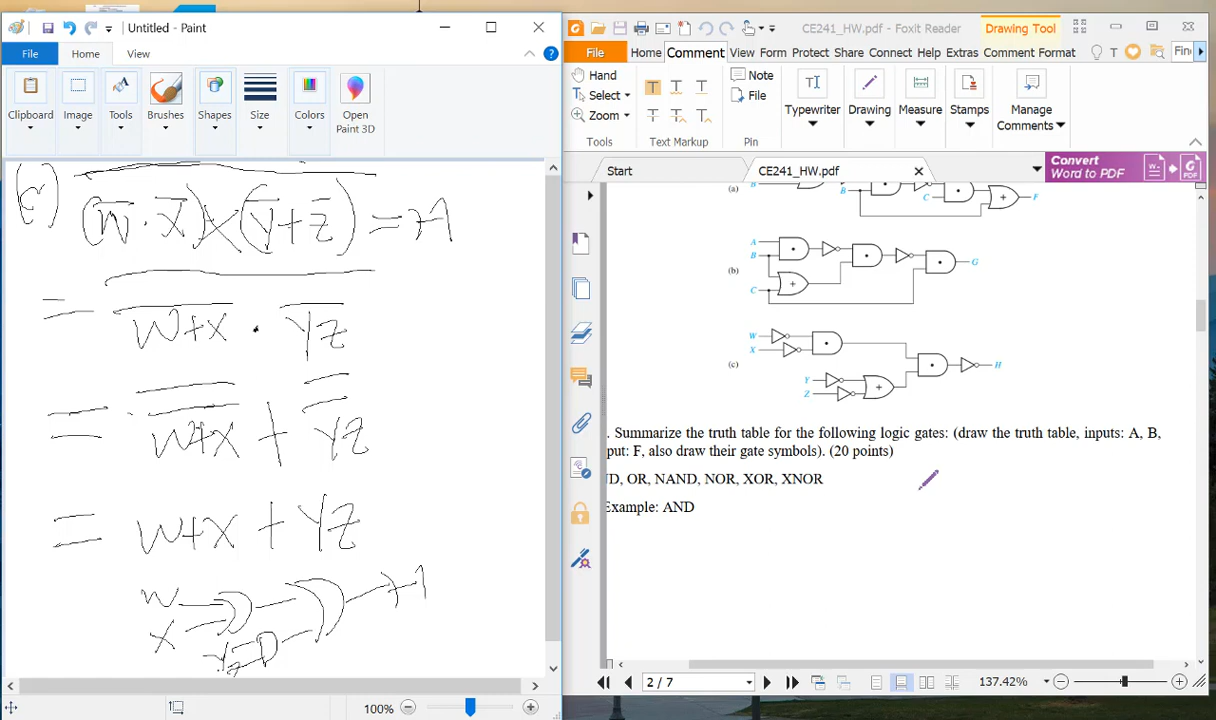 Untitled - Paint
File Home View
Clipboard Image Tools Brushes Shapes Size Colors Open Paint 3D
(W̅ · X̅) X (Y̅ + Z̅) = H
= W+X · YZ
= W+X + YZ
= W+X + YZ
W
X
YZ
H
100%
CE241_HW.pdf - Foxit Reader Drawing Tool
File Home Comment View Form Protect Share Connect Help Extras Comment Format Find
Hand
Select
Zoom
Tools
Text Markup
Note
File
Pin
Typewriter Drawing Measure Stamps Manage Comments
Start CE241_HW.pdf Convert Word to PDF
(a) B B C F
A
B
(b) G
C
W
X
(c) H
Y
Z
. Summarize the truth table for the following logic gates: (draw the truth table, inputs: A, B,
put: F, also draw their gate symbols). (20 points)
ND, OR, NAND, NOR, XOR, XNOR
Example: AND
2 / 7 137.42%